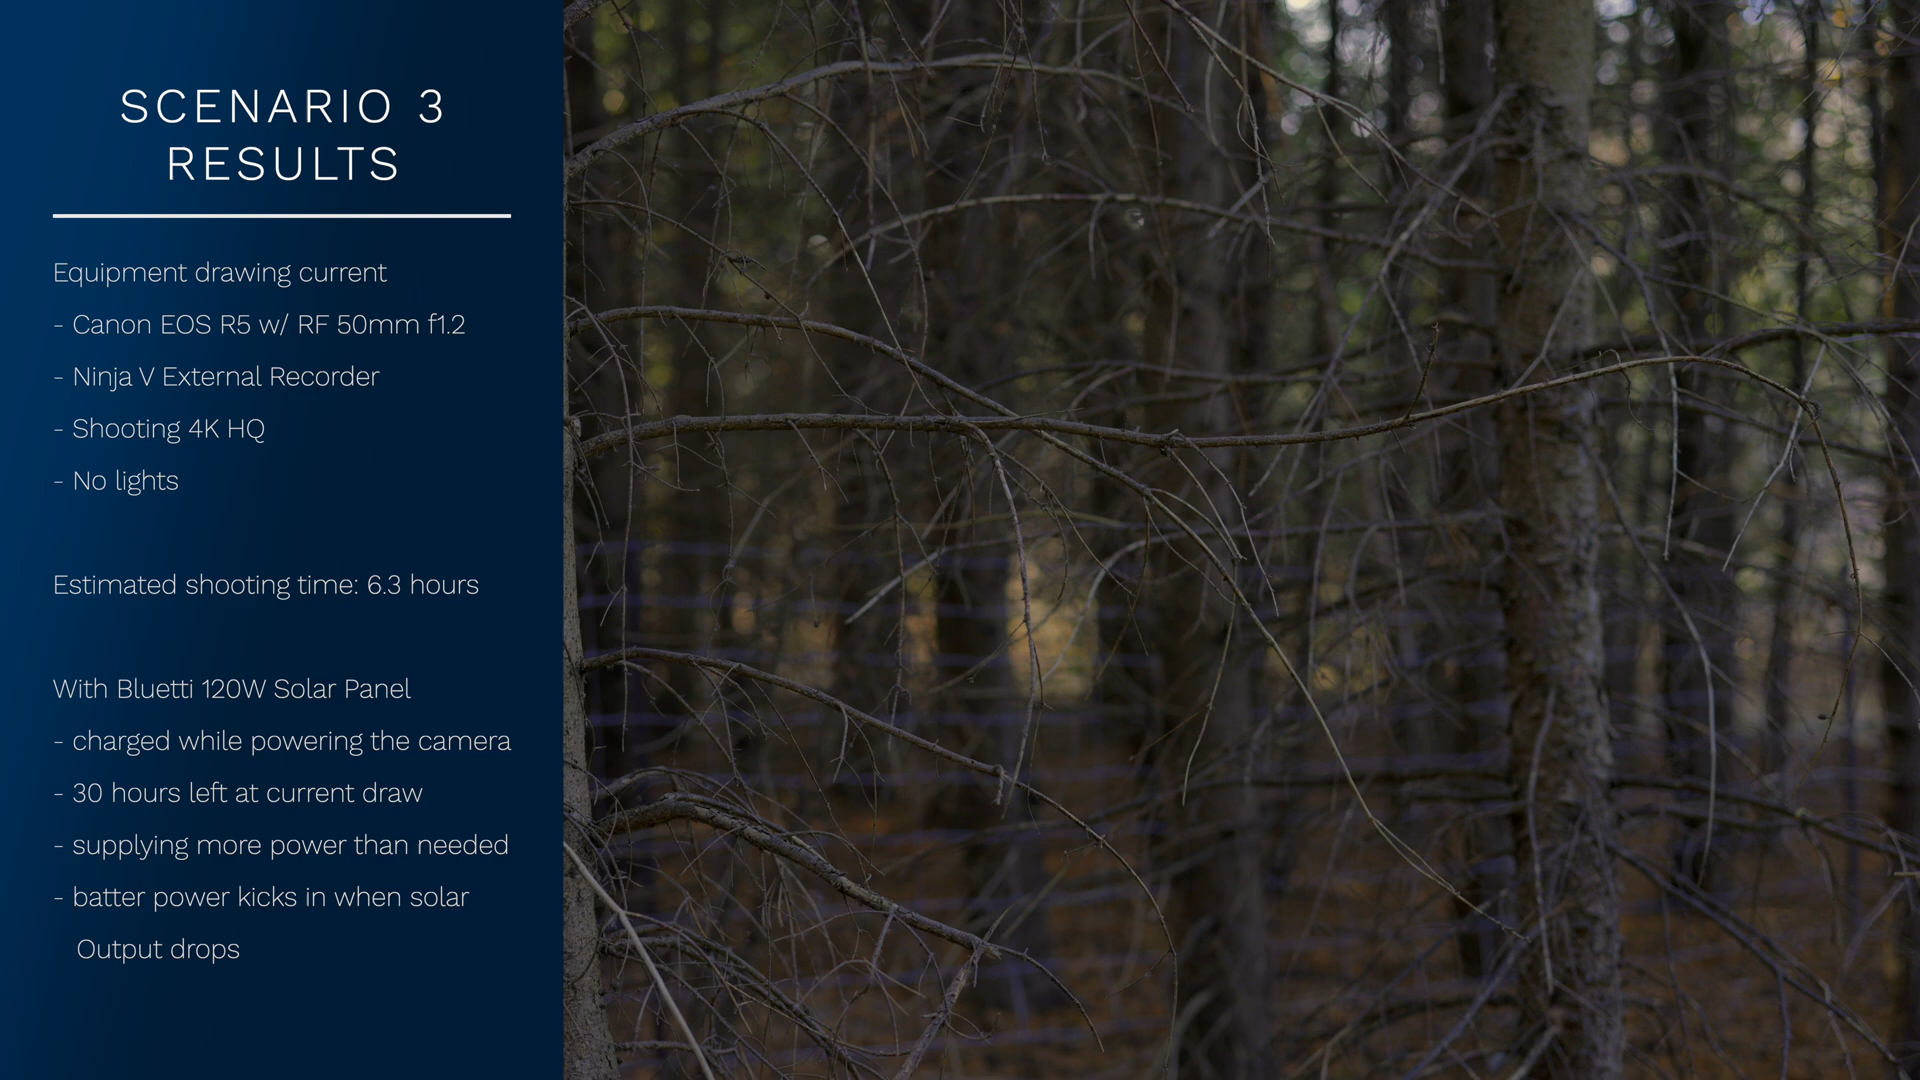 SCENARIO 3
RESULTS
Equipment drawing current
- Canon EOS R5 w/ RF 50mm f1.2
- Ninja V External Recorder
- Shooting 4K HQ
- No lights
Estimated shooting time: 6.3 hours
With Bluetti 120W Solar Panel
- charged while powering the camera
- 30 hours left at current draw
- supplying more power than needed
- batter power kicks in when solar
Output drops